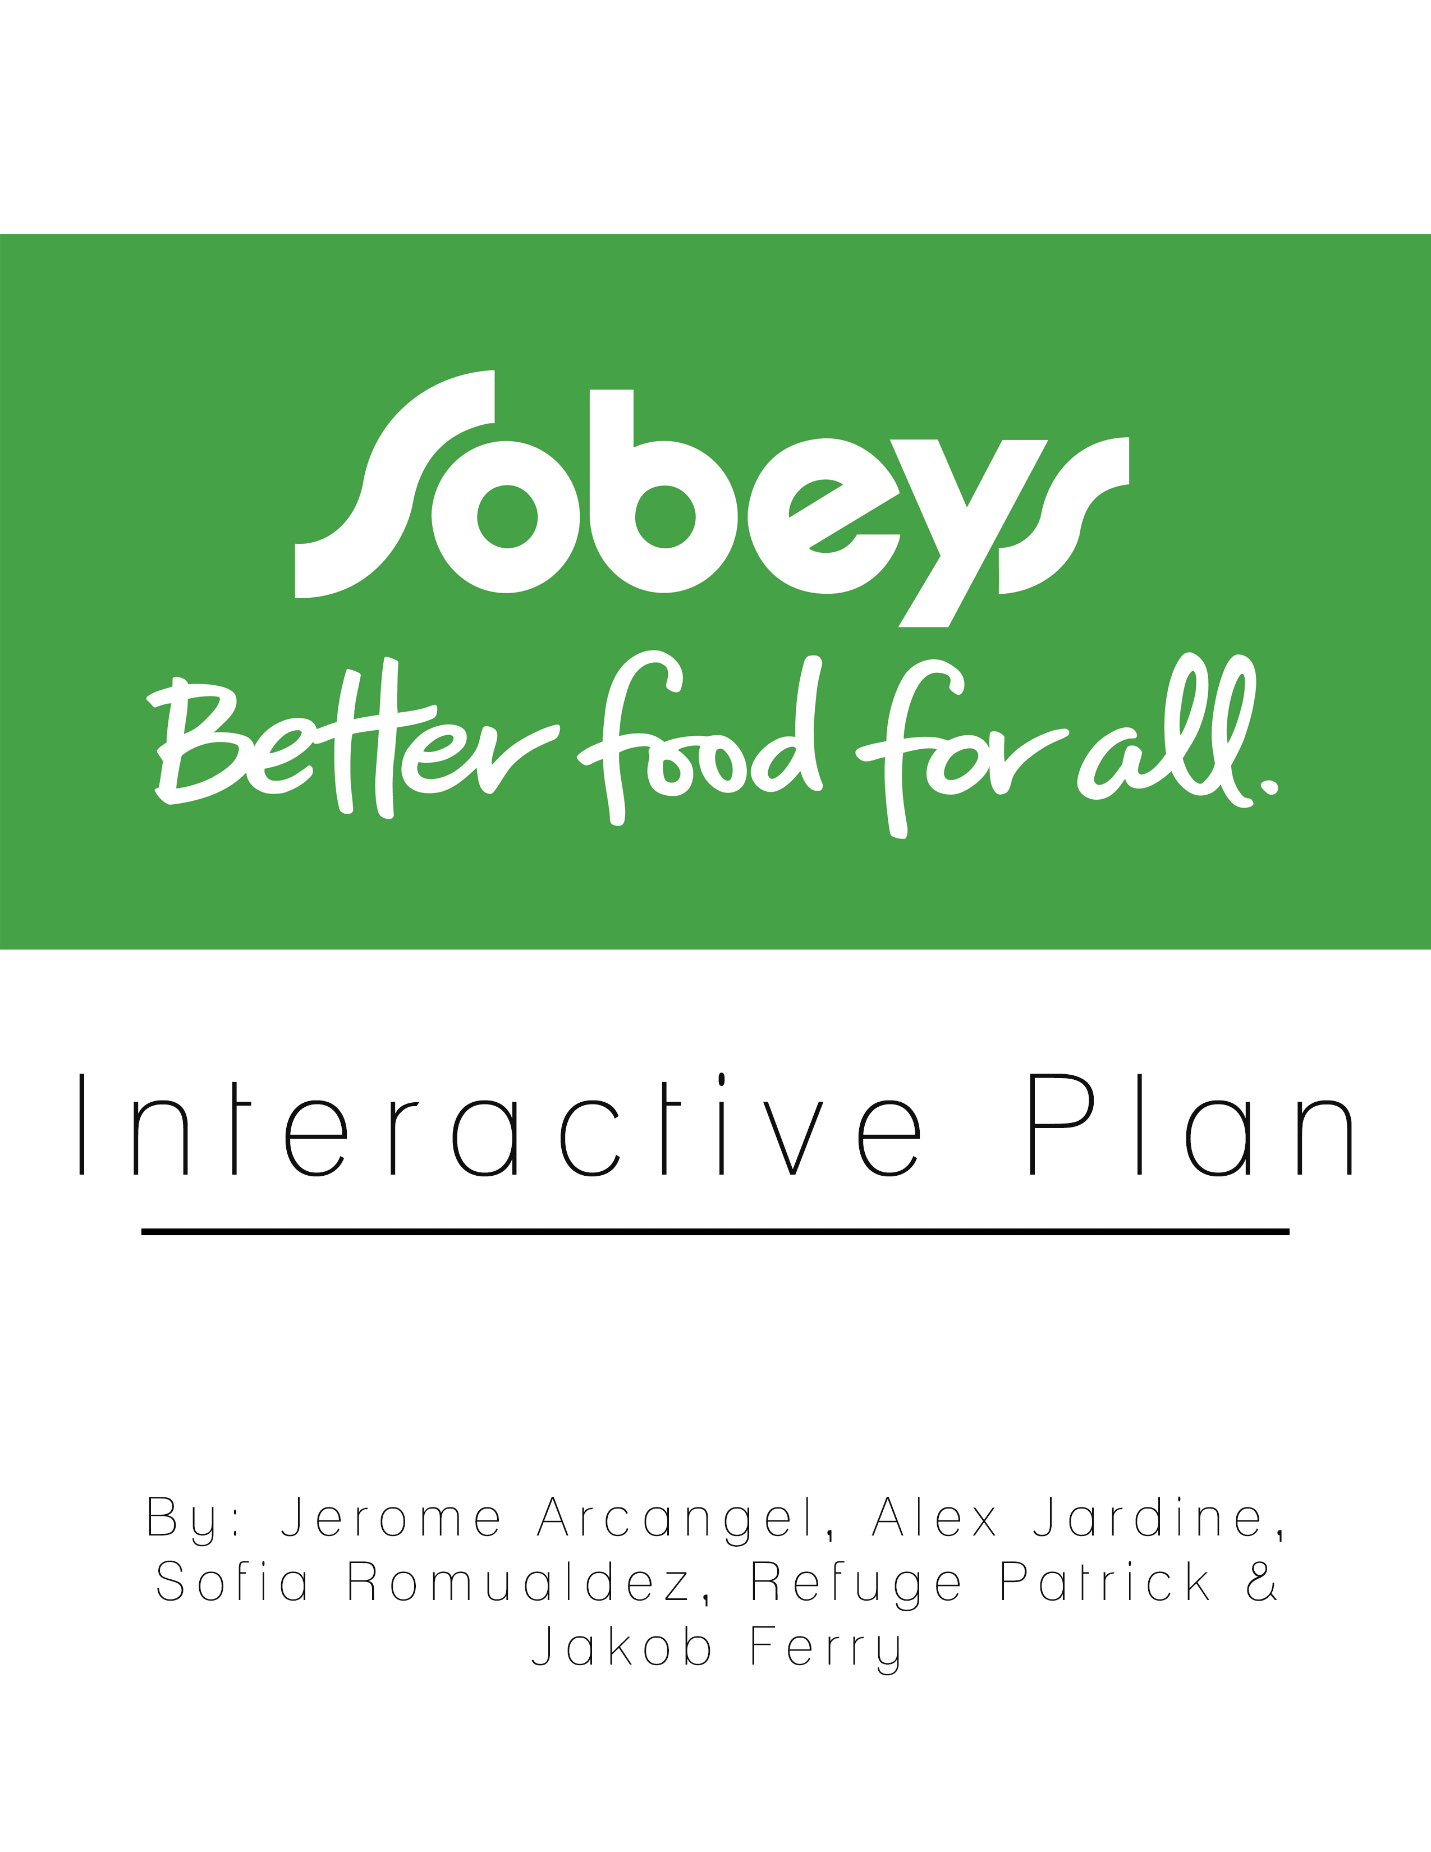 Sobeys
Better food for all.
Interactive Plan
By: Jerome Arcangel, Alex Jardine,
Sofia Romualdez, Refuge Patrick &
Jakob Ferry